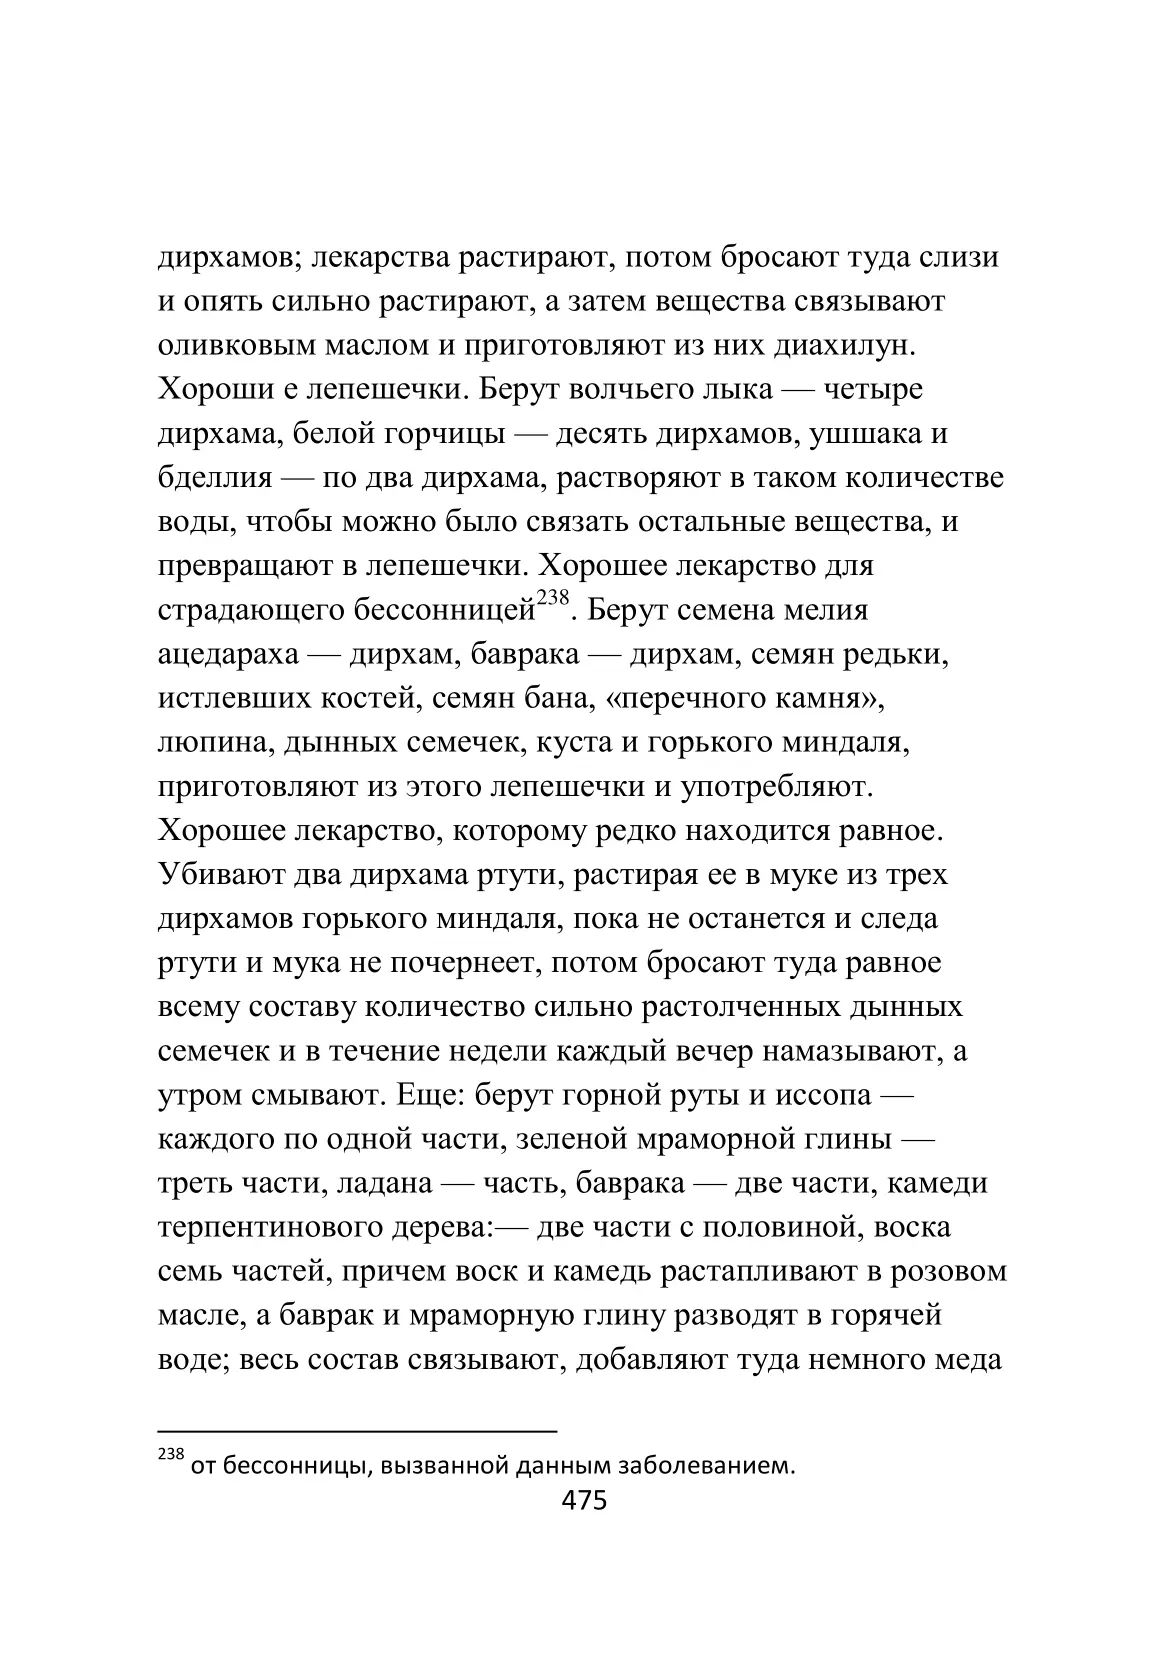 дирхамов; лекарства растирают, потом бросают туда слизи
и опять сильно растирают, а затем вещества связывают
оливковым маслом и приготовляют из них диахилун.
Хороши е лепешечки. Берут волчьего лыка — четыре
дирхама, белой горчицы — десять дирхамов, ушшака и
бделлия — по два дирхама, растворяют в таком количестве
воды, чтобы можно было связать остальные вещества, и
превращают в лепешечки. Хорошее лекарство для
страдающего бессонницей238. Берут семена мелия
ацедараха — дирхам, баврака — дирхам, семян редьки,
истлевших костей, семян бана, «перечного камня»,
люпина, дынных семечек, куста и горького миндаля,
приготовляют из этого лепешечки и употребляют.
Хорошее лекарство, которому редко находится равное.
Убивают два дирхама ртути, растирая ее в муке из трех
дирхамов горького миндаля, пока не останется и следа
ртути и мука не почернеет, потом бросают туда равное
всему составу количество сильно растолченных дынных
семечек и в течение недели каждый вечер намазывают, а
утром смывают. Еще: берут горной руты и иссопа —
каждого по одной части, зеленой мраморной глины —
треть части, ладана — часть, баврака — две части, камеди
терпентинового дерева:— две части с половиной, воска
семь частей, причем воск и камедь растапливают в розовом
масле, а баврак и мраморную глину разводят в горячей
воде; весь состав связывают, добавляют туда немного меда
238 от бессонницы, вызванной данным заболеванием.
475